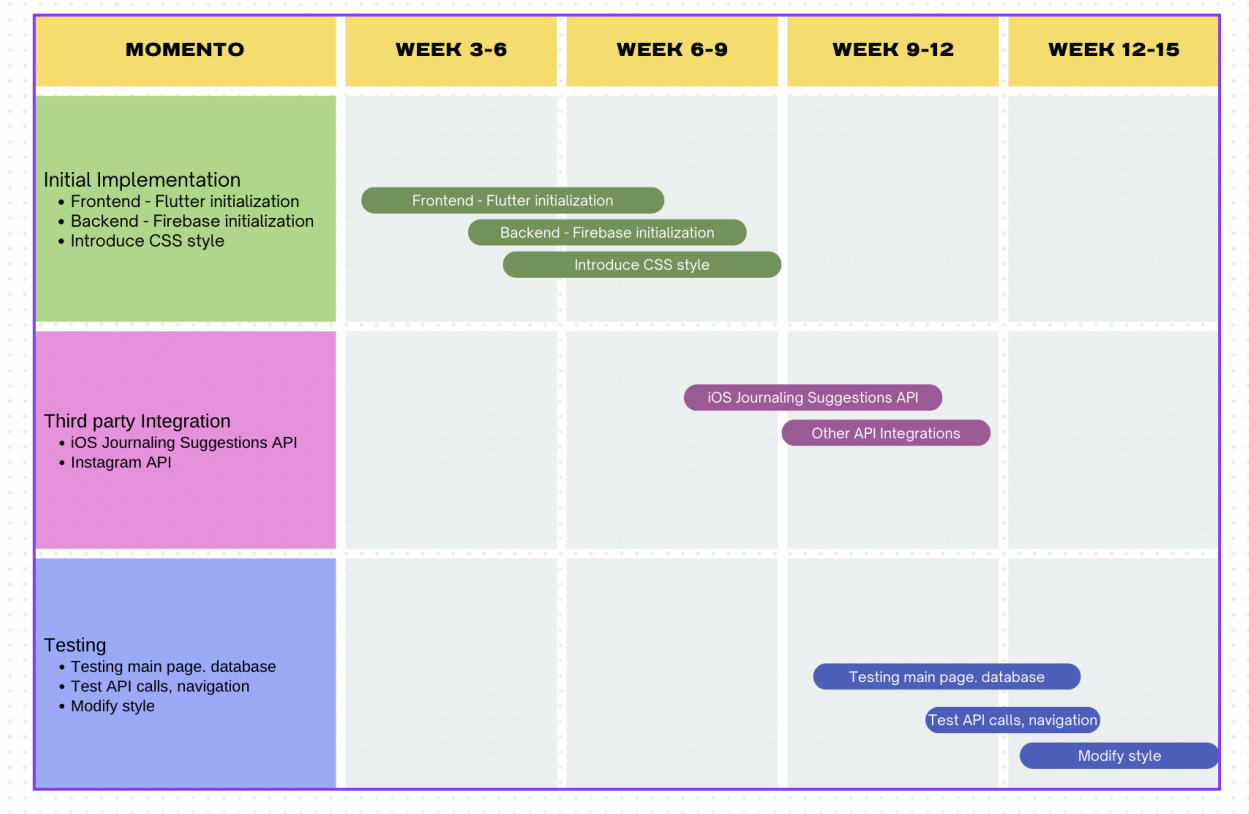 MOMENTO
WEEK 3-6
WEEK 6-9
WEEK 9-12
WEEK 12-15
Initial Implementation
• Frontend - Flutter initialization
• Backend - Firebase initialization
• Introduce CSS style
Frontend - Flutter initialization
Backend - Firebase initialization
Introduce CSS style
Third party Integration
• iOS Journaling Suggestions API
• Instagram API
iOS Journaling Suggestions API
Other API Integrations
Testing
• Testing main page. database
• Test API calls, navigation
• Modify style
Testing main page. database
Test API calls, navigation
Modify style